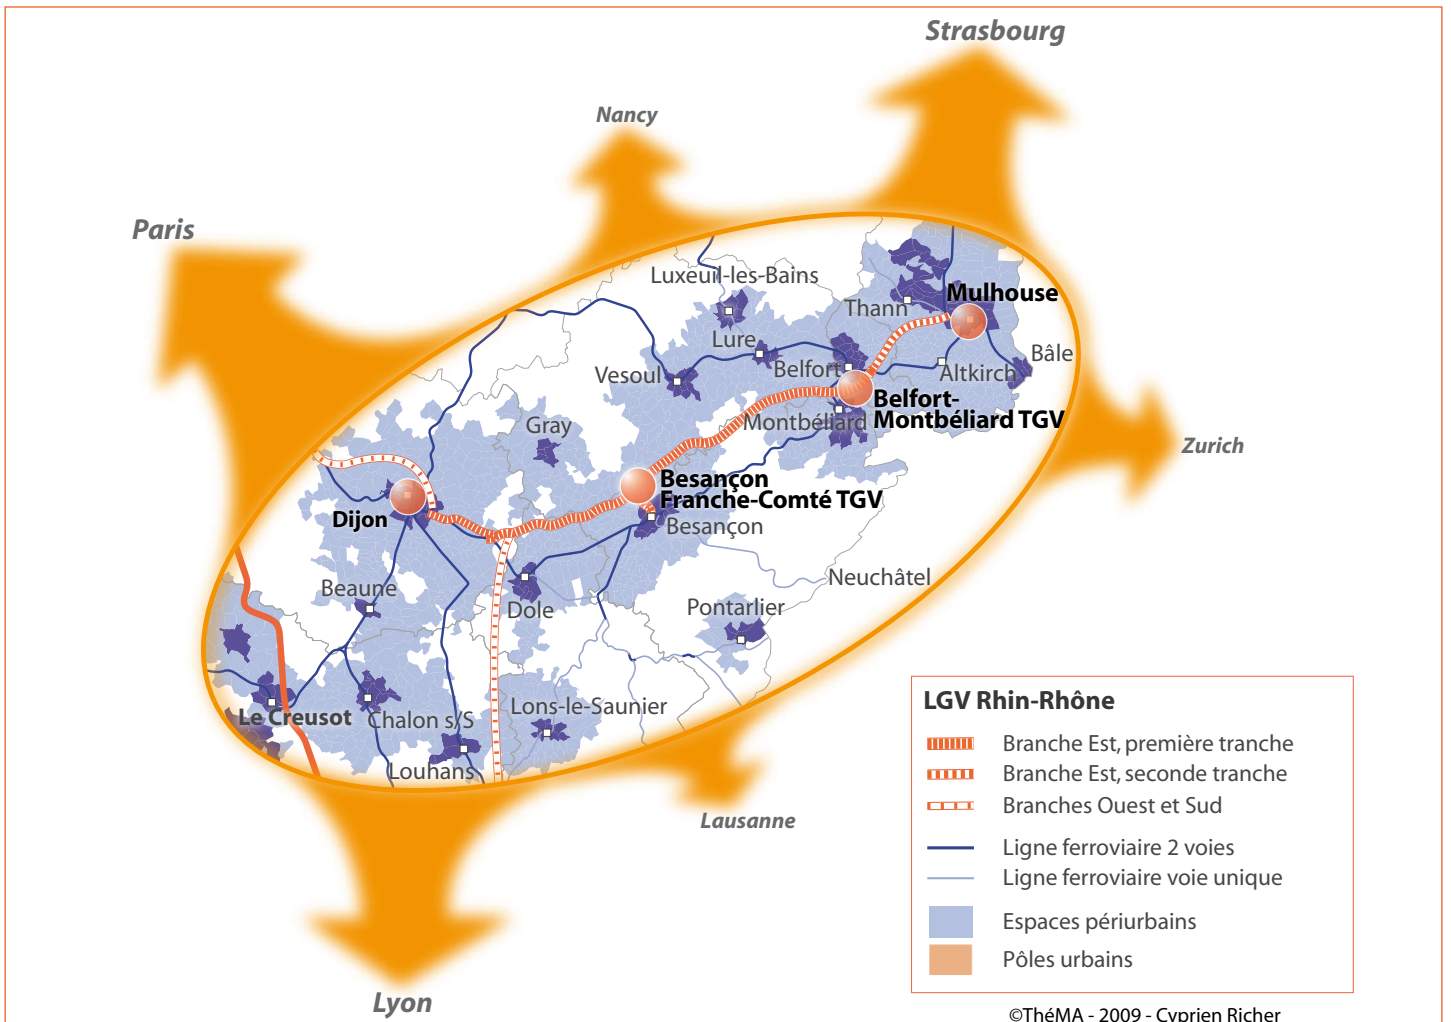 Strasbourg
Nancy
Paris
Luxeuil-les-Bains
Mulhouse
Thann
Lure
Bâle
Belfort
Altkirch
Vesoul
Belfort-
Montbéliard TGV
Montbéliard
Gray
Zurich
Besançon
Franche-Comté TGV
Dijon
Besançon
Neuchâtel
Beaune
Dole
Pontarlier
Lons-le-Saunier
Le Creusot
Chalon s/S
Louhans
Lausanne
Lyon
LGV Rhin-Rhône
Branche Est, première tranche
Branche Est, seconde tranche
Branches Ouest et Sud
Ligne ferroviaire 2 voies
Ligne ferroviaire voie unique
Espaces périurbains
Pôles urbains
©ThéMA - 2009 - Cyprien Richer